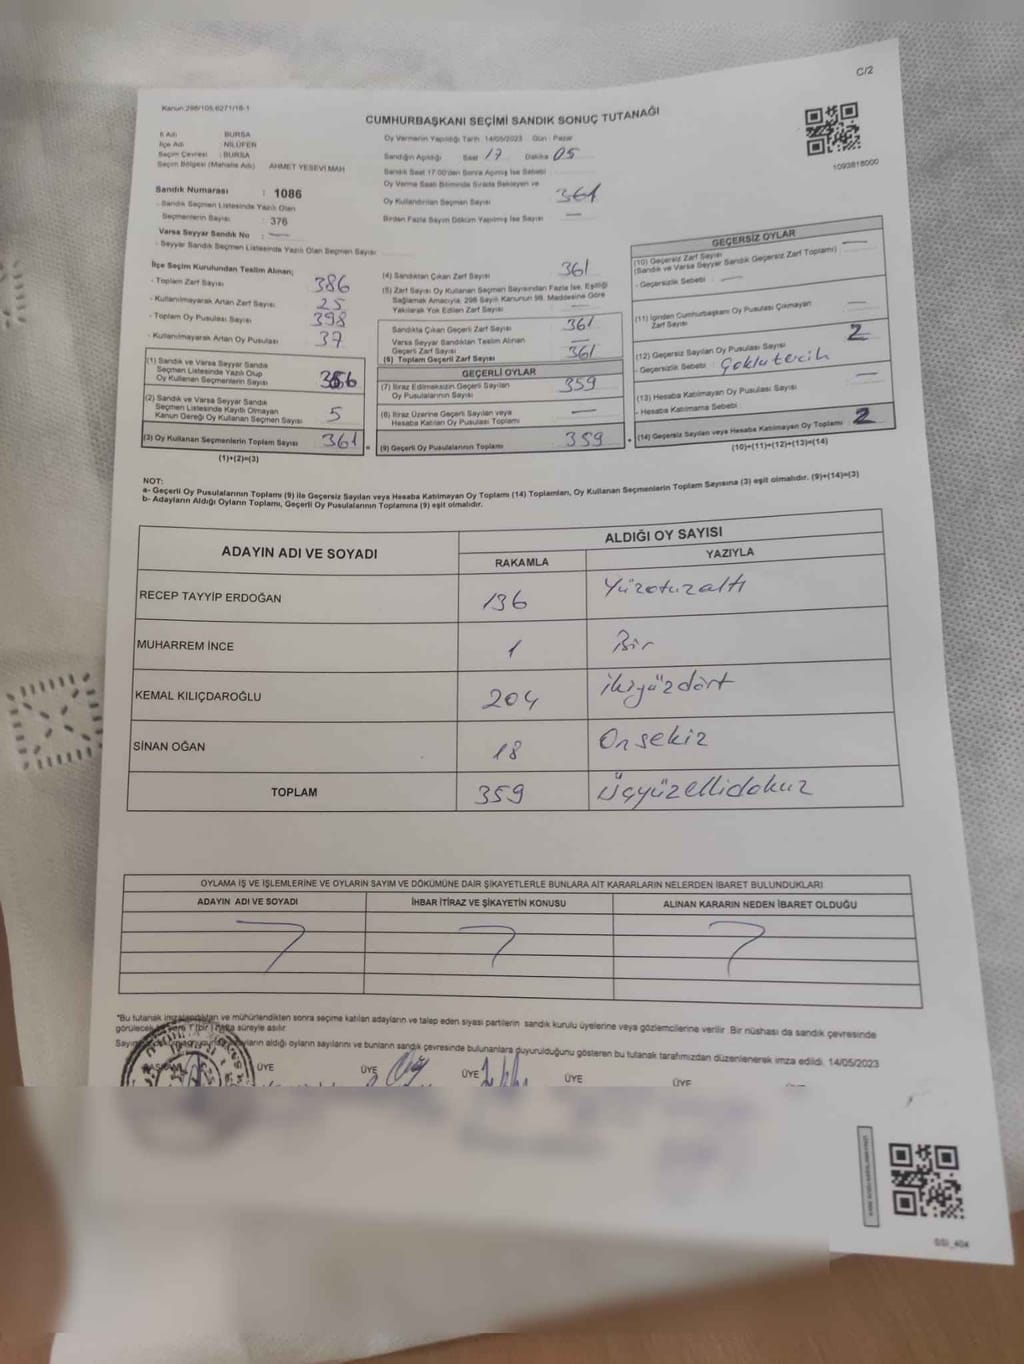 C/2
Kanun:298/105,6271/18-1
CUMHURBAŞKANI SEÇİMİ SANDIK SONUÇ TUTANAĞI
1093818000
İl Adı BURSA
İlçe Adı NİLÜFER
Seçim Çevresi : BURSA
Seçim Bölgesi (Mahalle Adı) AHMET YESEVİ MAH
Oy Vermenin Yapıldığı Tarih :14/05/2023 Gün : Pazar
Sandığın Açıldığı Saat 17 Dakika 05
Sandık Saat 17.00'den Sonra Açılmış İse Sebebi
Oy Verme Saati Bitiminde Sırada Bekleyen ve
Oy Kullandırılan Seçmen Sayısı 361
Birden Fazla Sayım Döküm Yapılmış İse Sayısı —
Sandık Numarası : 1086
- Sandık Seçmen Listesinde Yazılı Olan
Seçmenlerin Sayısı : 376
Varsa Seyyar Sandık No : —
- Seyyar Sandık Seçmen Listesinde Yazılı Olan Seçmen Sayısı
İlçe Seçim Kurulundan Teslim Alınan;
- Toplam Zarf Sayısı 386
- Kullanılmayarak Artan Zarf Sayısı 25
- Toplam Oy Pusulası Sayısı 398
- Kullanılmayarak Artan Oy Pusulası 37
(1) Sandık ve Varsa Seyyar Sandık
Seçmen Listesinde Yazılı Olup
Oy Kullanan Seçmenlerin Sayısı 356
(2) Sandık ve Varsa Seyyar Sandık
Seçmen Listesinde Kayıtlı Olmayan
Kanun Gereği Oy Kullanan Seçmen Sayısı 5
(3) Oy Kullanan Seçmenlerin Toplam Sayısı 361 =
(1)+(2)=(3)
(4) Sandıktan Çıkan Zarf Sayısı 361
(5) Zarf Sayısı Oy Kullanan Seçmen Sayısından Fazla İse, Eşitliği
Sağlamak Amacıyla, 298 Sayılı Kanunun 98. Maddesine Göre
Yakılarak Yok Edilen Zarf Sayısı
Sandıkta Çıkan Geçerli Zarf Sayısı 361
Varsa Seyyar Sandıktan Teslim Alınan
Geçerli Zarf Sayısı —
(6) Toplam Geçerli Zarf Sayısı 361
GEÇERLİ OYLAR
(7) İtiraz Edilmeksizin Geçerli Sayılan
Oy Pusulalarının Sayısı 359
(8) İtiraz Üzerine Geçerli Sayılan veya
Hesaba Katılan Oy Pusulası Toplamı —
(9) Geçerli Oy Pusulalarının Toplamı 359 +
GEÇERSİZ OYLAR
(10) Geçersiz Zarf Sayısı
(Sandık ve Varsa Seyyar Sandık Geçersiz Zarf Toplamı) —
- Geçersizlik Sebebi : —
(11) İçinden Cumhurbaşkanı Oy Pusulası Çıkmayan
Zarf Sayısı —
(12) Geçersiz Sayılan Oy Pusulası Sayısı 2
- Geçersizlik Sebebi : Çoklu tercih
(13) Hesaba Katılmayan Oy Pusulası Sayısı —
- Hesaba Katılmama Sebebi
(14) Geçersiz Sayılan veya Hesaba Katılmayan Oy Toplamı 2
(10)+(11)+(12)+(13)=(14)
NOT:
a- Geçerli Oy Pusulalarının Toplamı (9) ile Geçersiz Sayılan veya Hesaba Katılmayan Oy Toplamı (14) Toplamları, Oy Kullanan Seçmenlerin Toplam Sayısına (3) eşit olmalıdır. (9)+(14)=(3)
b- Adayların Aldığı Oyların Toplamı, Geçerli Oy Pusulalarının Toplamına (9) eşit olmalıdır.
ADAYIN ADI VE SOYADI ALDIĞI OY SAYISI
RAKAMLA YAZIYLA
RECEP TAYYİP ERDOĞAN 136 Yüzotuzaltı
MUHARREM İNCE 1 Bir
KEMAL KILIÇDAROĞLU 204 ikiyüzdört
SİNAN OĞAN 18 Onsekiz
TOPLAM 359 Üçyüzellidokuz
OYLAMA İŞ VE İŞLEMLERİNE VE OYLARIN SAYIM VE DÖKÜMÜNE DAİR ŞİKAYETLERLE BUNLARA AİT KARARLARIN NELERDEN İBARET BULUNDUKLARI
ADAYIN ADI VE SOYADI İHBAR İTİRAZ VE ŞİKAYETİN KONUSU ALINAN KARARIN NEDEN İBARET OLDUĞU
*Bu tutanak imzalandıktan ve mühürlendikten sonra seçime katılan adayların ve talep eden siyasi partilerin sandık kurulu üyelerine veya gözlemcilerine verilir. Bir nüshası da sandık çevresinde
görülecek bir yere 1 (bir) hafta süreyle asılır.
adayların aldığı oyların sayılarını ve bunların sandık çevresinde bulunanlara duyurulduğunu gösteren bu tutanak tarafımızdan düzenlenerek imza edildi. 14/05/2023
BAŞKAN ÜYE ÜYE ÜYE ÜYE ÜYE